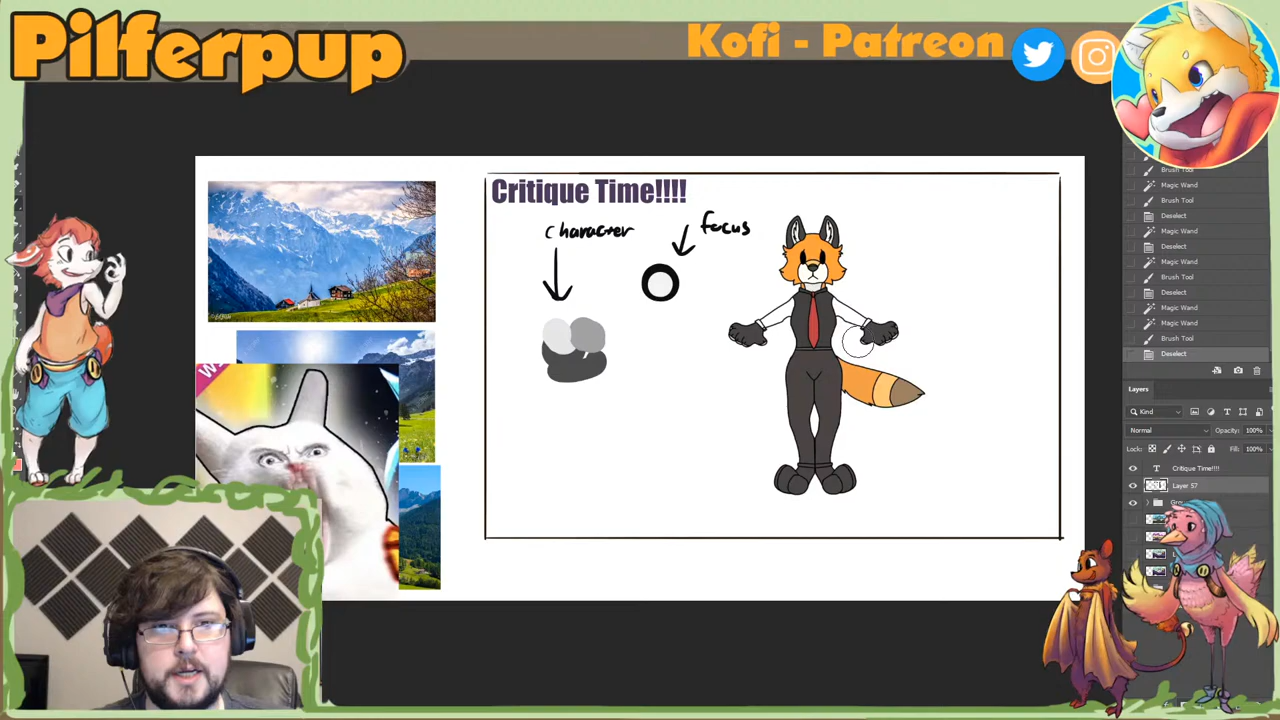 Pilferpup
Kofi - Patreon
Critique Time!!!!
character
focus
Brush Tool
Magic Wand
Brush Tool
Deselect
Magic Wand
Deselect
Magic Wand
Brush Tool
Deselect
Magic Wand
Magic Wand
Brush Tool
Deselect
Layers
Kind
Normal
Opacity: 100%
Lock:
Fill: 100%
T Critique Time!!!!
Layer 57
W